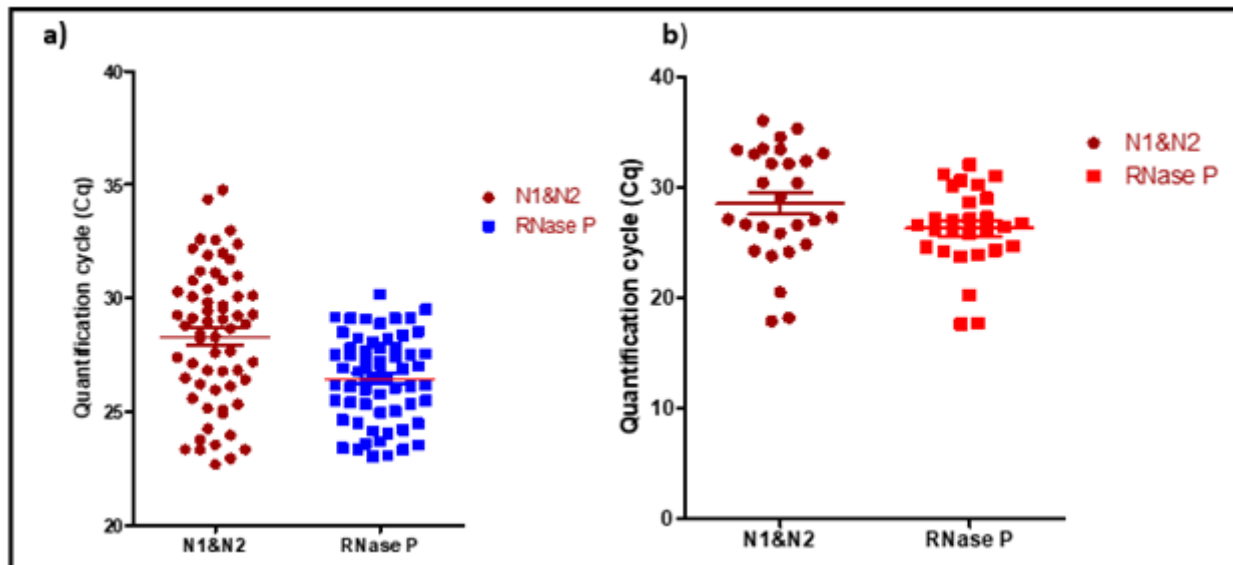 a)
Quantification cycle (Cq)
40
35
30
25
20
N1&N2
RNase P
N1&N2
RNase P
b)
Quantification cycle (Cq)
40
30
20
10
0
N1&N2
RNase P
N1&N2
RNase P